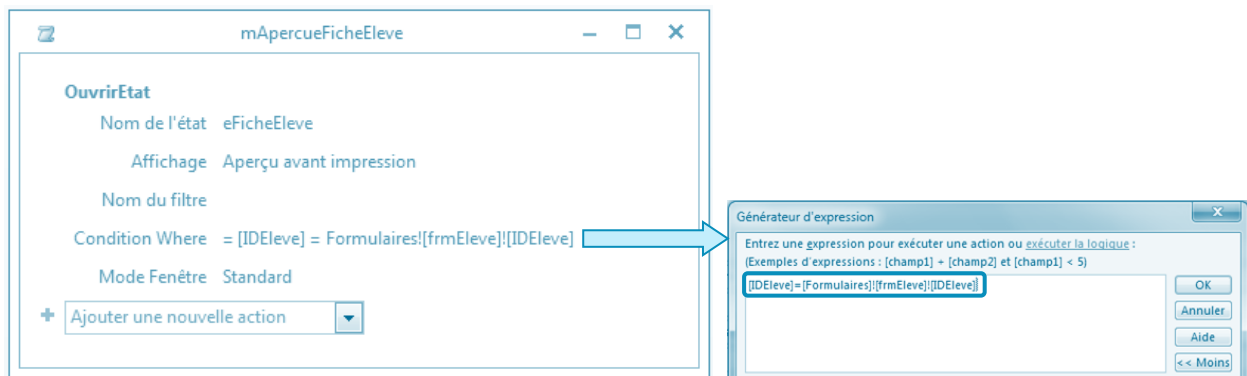 mApercueFicheEleve
OuvrirEtat
Nom de l'état eFicheEleve
Affichage Aperçu avant impression
Nom du filtre
Condition Where = [IDEleve] = Formulaires![frmEleve]![IDEleve]
Mode Fenêtre Standard
Ajouter une nouvelle action
Générateur d'expression
Entrez une expression pour exécuter une action ou exécuter la logique :
(Exemples d'expressions : [champ1] + [champ2] et [champ1] < 5)
[IDEleve]=[Formulaires]![frmEleve]![IDEleve]
OK
Annuler
Aide
<< Moins